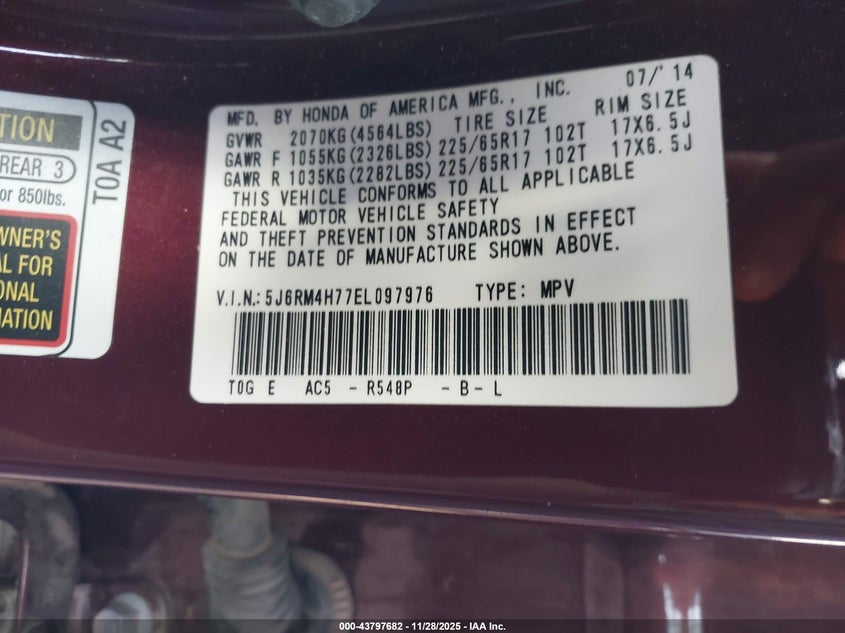 TION
REAR 3
or 850lbs.
WNER'S
AL FOR
ONAL
MATION
T0A A2
07/'14
MFD. BY HONDA OF AMERICA MFG., INC.
GVWR 2070KG(4564LBS) TIRE SIZE RIM SIZE
GAWR F 1055KG(2326LBS) 225/65R17 102T 17X6.5J
GAWR R 1035KG(2282LBS) 225/65R17 102T 17X6.5J
THIS VEHICLE CONFORMS TO ALL APPLICABLE
FEDERAL MOTOR VEHICLE SAFETY
AND THEFT PREVENTION STANDARDS IN EFFECT
ON THE DATE OF MANUFACTURE SHOWN ABOVE.
V.I.N.: 5J6RM4H77EL097976 TYPE: MPV
T0G E AC5 - R548P - B - L
000-43797682 - 11/28/2025 - IAA Inc.